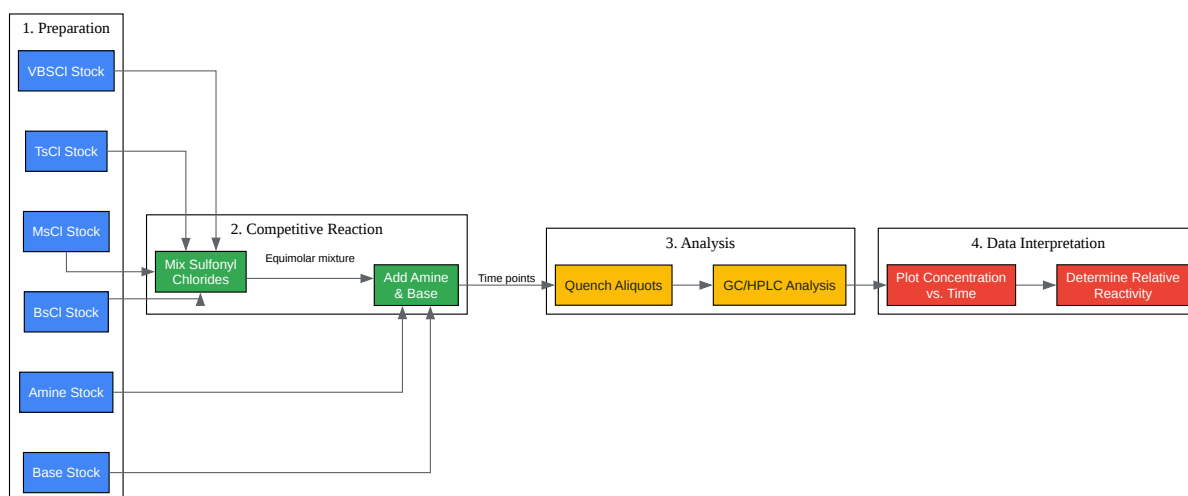 1. Preparation
VBSCl Stock
TsCl Stock
MsCl Stock
BsCl Stock
Amine Stock
Base Stock
2. Competitive Reaction
Mix Sulfonyl
Chlorides
Equimolar mixture
Add Amine
& Base
Time points
3. Analysis
Quench Aliquots
GC/HPLC Analysis
4. Data Interpretation
Plot Concentration
vs. Time
Determine Relative
Reactivity